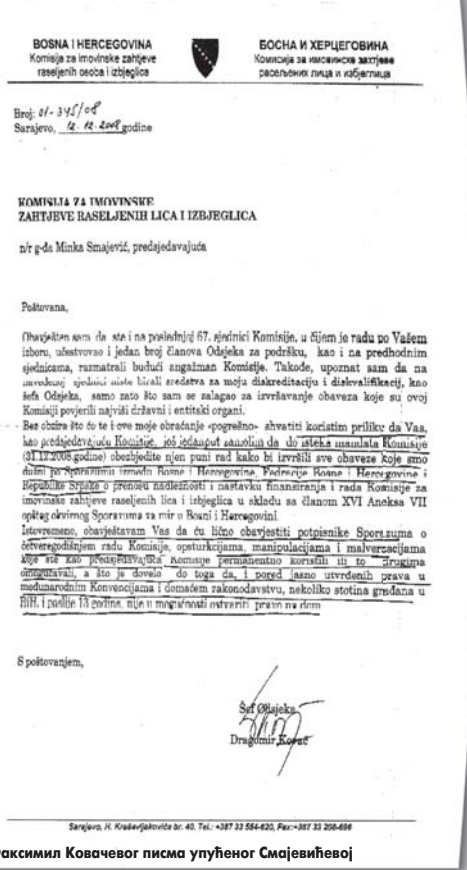 BOSNA I HERCEGOVINA
Komisija za imovinske zahtjeve
raseljenih osoba i izbjeglica
БОСНА И ХЕРЦЕГОВИНА
Комисија за имовинске захтјеве
расељених лица и избјеглица
Broj: 01-345/08
Sarajevo, 12.12.2008 godine
KOMISIJA ZA IMOVINSKE
ZAHTJEVE RASELJENIH LICA I IZBJEGLICA
n/r g-đa Minka Smajević, predsjedavajuća
Poštovana,
Obavješten sam da ste i na posljednjoj 67. sjednici Komisije, u čijem je radu po Vašem
izboru, učestvovao i jedan broj članova Odsjeka za podršku, kao i na predhodnim
sjednicama, razmatrali budući angažman Komisije. Takođe, upoznat sam da na
navedenoj sjednici niste birali sredstva za moju diskreditaciju i diskvalifikacij, kao
šefa Odsjeka, samo zato što sam se zalagao za izvršavanje obaveza koje su ovoj
Komisiji povjerili najviši državni i entitski organi.
Bez obzira što ćo te i ove moje obraćanje «pogrešno» shvatiti koristim priliku da Vas,
kao predsjedavajuću Komisije, još jedanput zamolim da do isteka mandata Komisije
(31.12.2008.godine) obezbjedite njen puni rad kako bi izvršili sve obaveze koje smo
dužni po Sporazumu između Bosne i Hercegovine, Federacije Bosne i Hercegovine i
Republike Srpske o prenosu nadležnosti i nastavku finansiranja i rada Komisije za
imovinske zahtjeve raseljenih lica i izbjeglica u skladu sa članom XVI Aneksa VII
opšteg okvirnog Sporazuma za mir u Bosni i Hercegovini.
Istovremeno, obavještavam Vas da ću lično obavjestiti potpisnike Sporazuma o
četveregodišnjem radu Komisije, opsturkcijama, manipulacijama i malverzacijama
koje ste kao predsjedavajuća Komisije permanentno koristili ili to drugima
omogućavali, a što je dovelo do toga da, i pored jasno utvrđenih prava u
međunarodnim Konvencijama i domaćem zakonodavstvu, nekoliko stotina građana u
BiH, i poslije 13 godina, nije u mogućnosti ostvariti pravo na dom.
S poštovanjem,
Šef Odsjeka
Dragomir Kovač
Sarajevo, H. Kreševljakovića br. 40, Tel.: +387 33 554-620, Fax:+387 33 208-696
Факсимил Ковачевог писма упућеног Смајевићевој